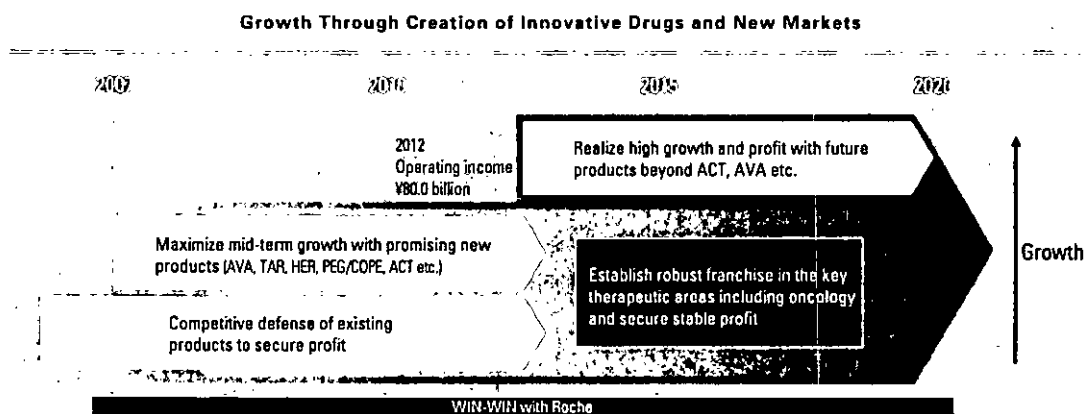 Growth Through Creation of Innovative Drugs and New Markets
2007
2010
2015
2020
2012
Operating income
¥80.0 billion
Realize high growth and profit with future
products beyond ACT, AVA etc.
Maximize mid-term growth with promising new
products (AVA, TAR, HER, PEG/COPE, ACT etc.)
Establish robust franchise in the key
therapeutic areas including oncology
and secure stable profit
Competitive defense of existing
products to secure profit
Growth
WIN-WIN with Roche